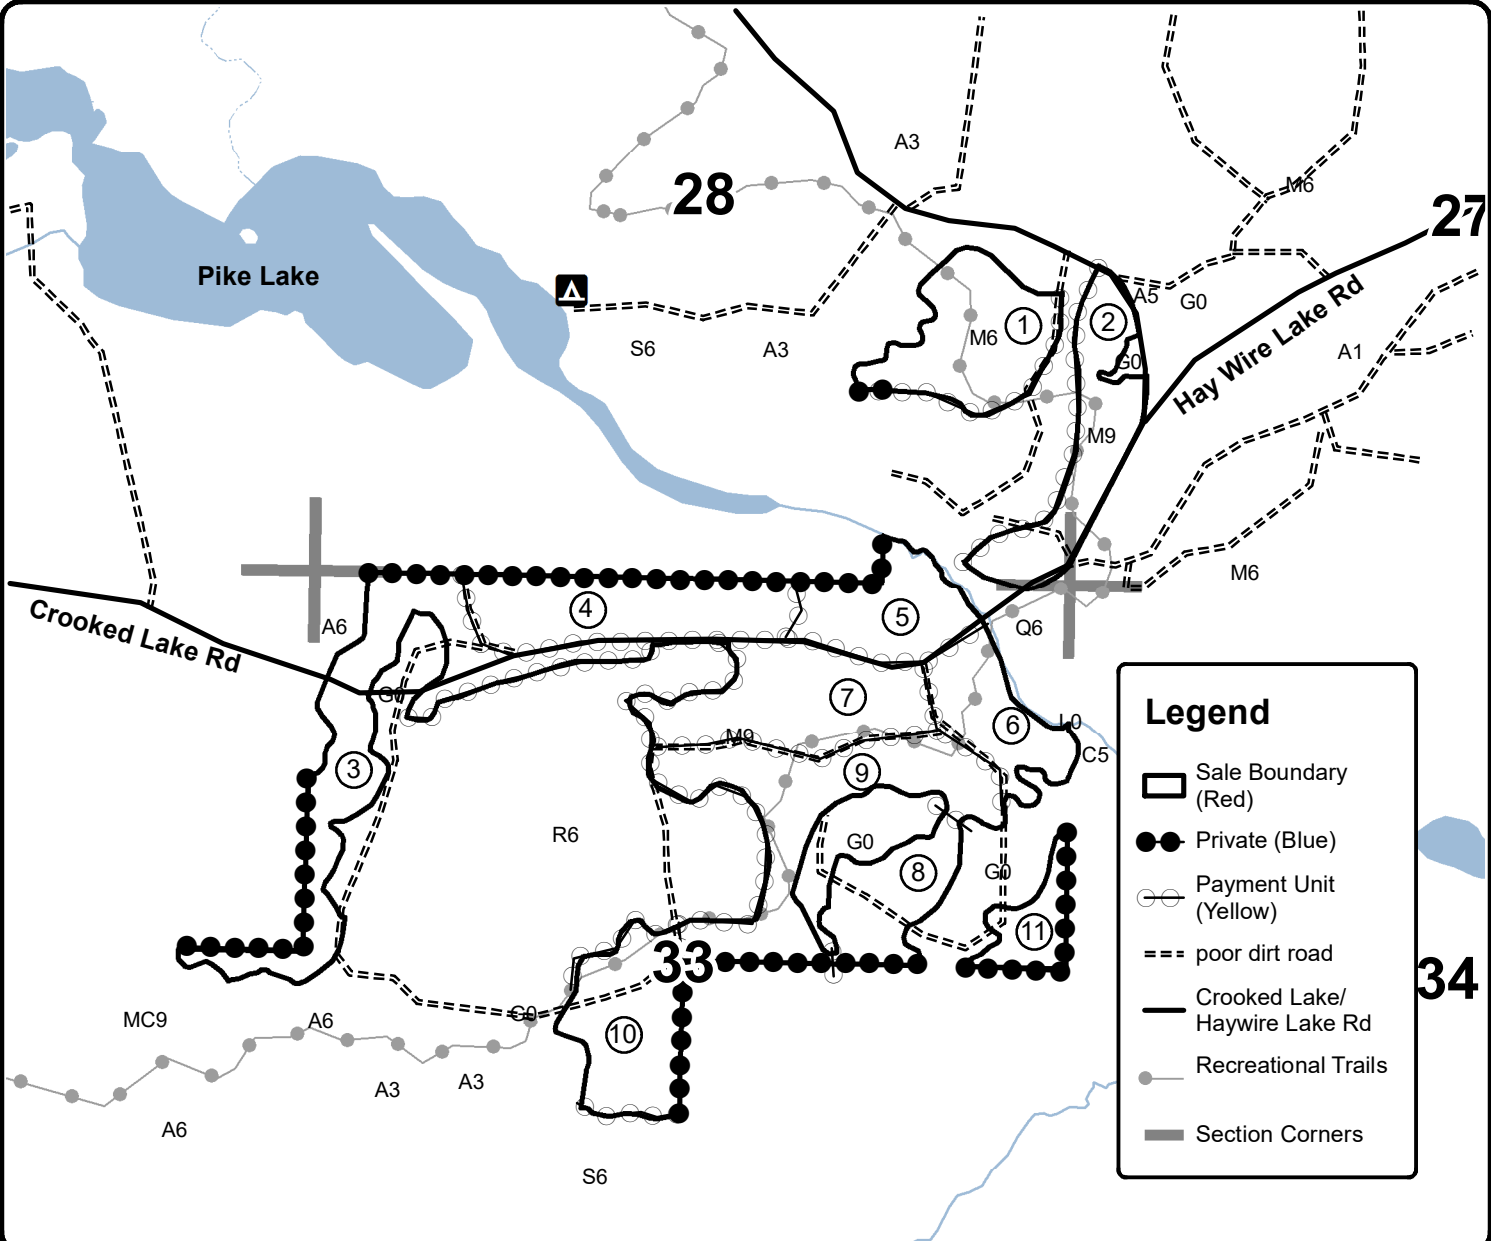 A3
28
M6
27
Pike Lake
A5
G0
1
2
M6
S6
A3
G0
A1
Hay Wire Lake Rd
M9
M6
4
5
A6
Q6
Crooked Lake Rd
G0
7
6
L0
M9
C5
3
9
R6
G0
8
G0
11
33
34
MC9
A6
G0
10
A3
A3
A6
S6
Legend
Sale Boundary
(Red)
Private (Blue)
Payment Unit
(Yellow)
poor dirt road
Crooked Lake/
Haywire Lake Rd
Recreational Trails
Section Corners